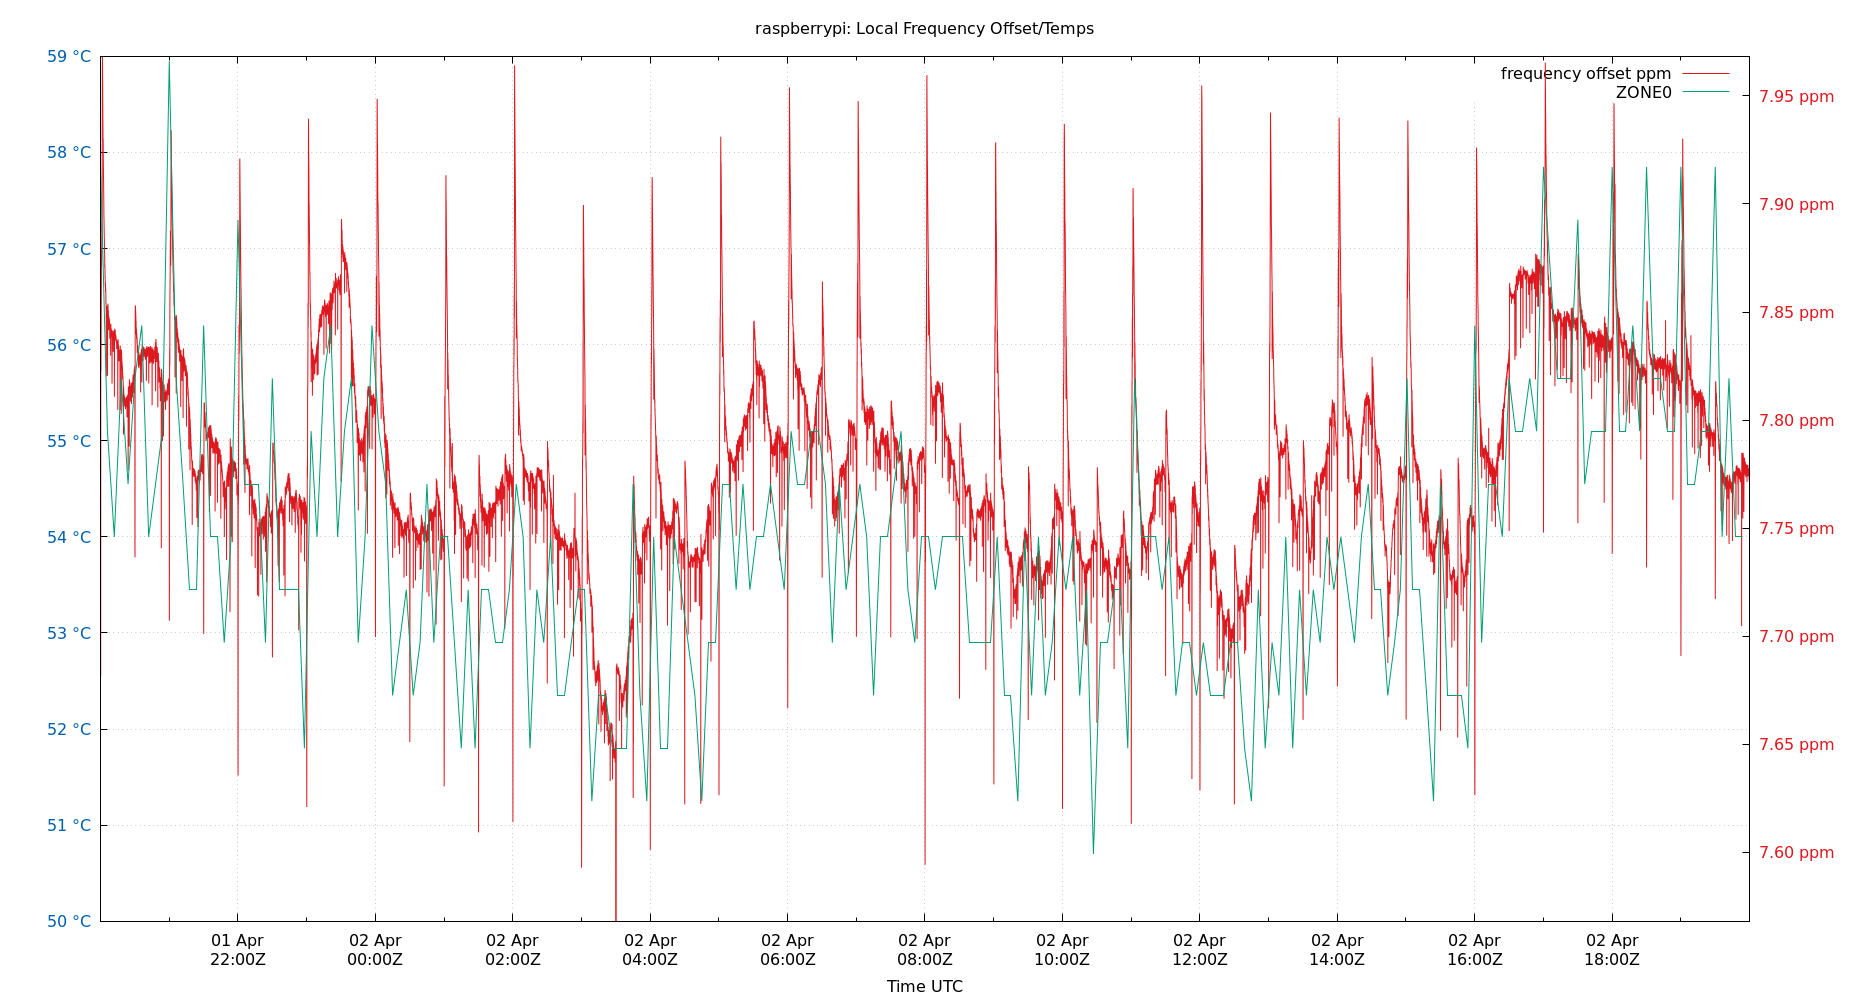 raspberrypi: Local Frequency Offset/Temps
frequency offset ppm
ZONE0
59 °C
58 °C
57 °C
56 °C
55 °C
54 °C
53 °C
52 °C
51 °C
50 °C
7.95 ppm
7.90 ppm
7.85 ppm
7.80 ppm
7.75 ppm
7.70 ppm
7.65 ppm
7.60 ppm
01 Apr
22:00Z
02 Apr
00:00Z
02 Apr
02:00Z
02 Apr
04:00Z
02 Apr
06:00Z
02 Apr
08:00Z
02 Apr
10:00Z
02 Apr
12:00Z
02 Apr
14:00Z
02 Apr
16:00Z
02 Apr
18:00Z
Time UTC